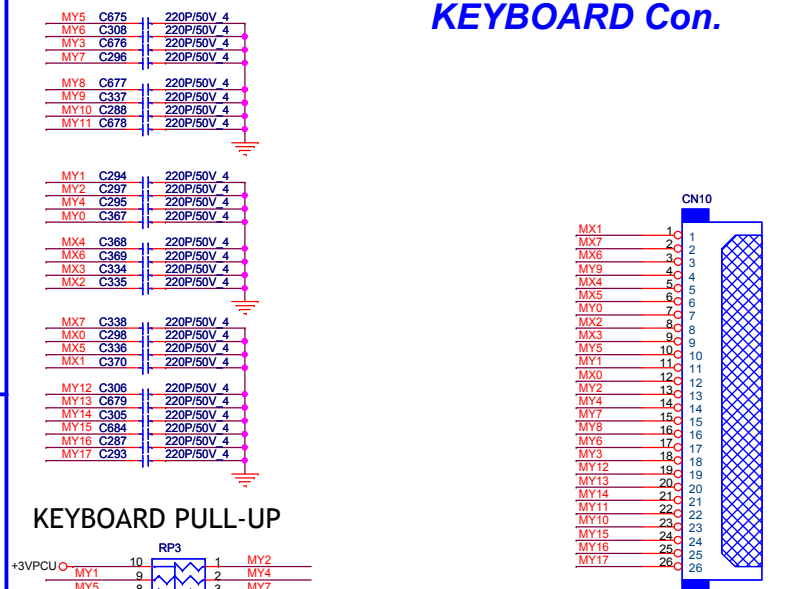 KEYBOARD Con.
MY5 C675 220P/50V_4
MY6 C308 220P/50V_4
MY3 C676 220P/50V_4
MY7 C296 220P/50V_4
MY8 C677 220P/50V_4
MY9 C337 220P/50V_4
MY10 C288 220P/50V_4
MY11 C678 220P/50V_4
MY1 C294 220P/50V_4
MY2 C297 220P/50V_4
MY4 C295 220P/50V_4
MY0 C367 220P/50V_4
MX4 C368 220P/50V_4
MX6 C369 220P/50V_4
MX3 C334 220P/50V_4
MX2 C335 220P/50V_4
MX7 C338 220P/50V_4
MX0 C298 220P/50V_4
MX5 C336 220P/50V_4
MX1 C370 220P/50V_4
MY12 C306 220P/50V_4
MY13 C679 220P/50V_4
MY14 C305 220P/50V_4
MY15 C684 220P/50V_4
MY16 C287 220P/50V_4
MY17 C293 220P/50V_4
KEYBOARD PULL-UP
RP3
+3VPCU 10 1 MY2
MY1 9 2 MY4
MY5 8 3 MY7
CN10
MX1 1 1
MX7 2 2
MX6 3 3
MY9 4 4
MX4 5 5
MX5 6 6
MY0 7 7
MX2 8 8
MX3 9 9
MY5 10 10
MY1 11 11
MX0 12 12
MY2 13 13
MY4 14 14
MY7 15 15
MY8 16 16
MY6 17 17
MY3 18 18
MY12 19 19
MY13 20 20
MY14 21 21
MY11 22 22
MY10 23 23
MY15 24 24
MY16 25 25
MY17 26 26